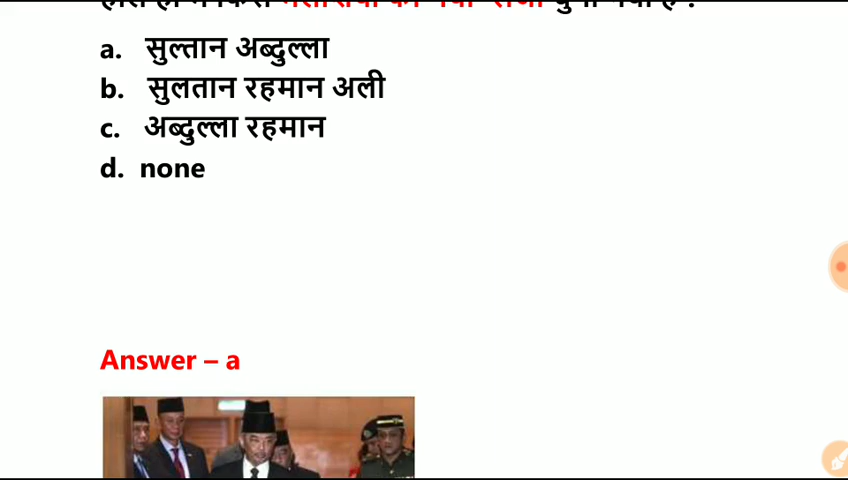 a. सुल्तान अब्दुल्ला
b. सुलतान रहमान अली
c. अब्दुल्ला रहमान
d. none
Answer – a